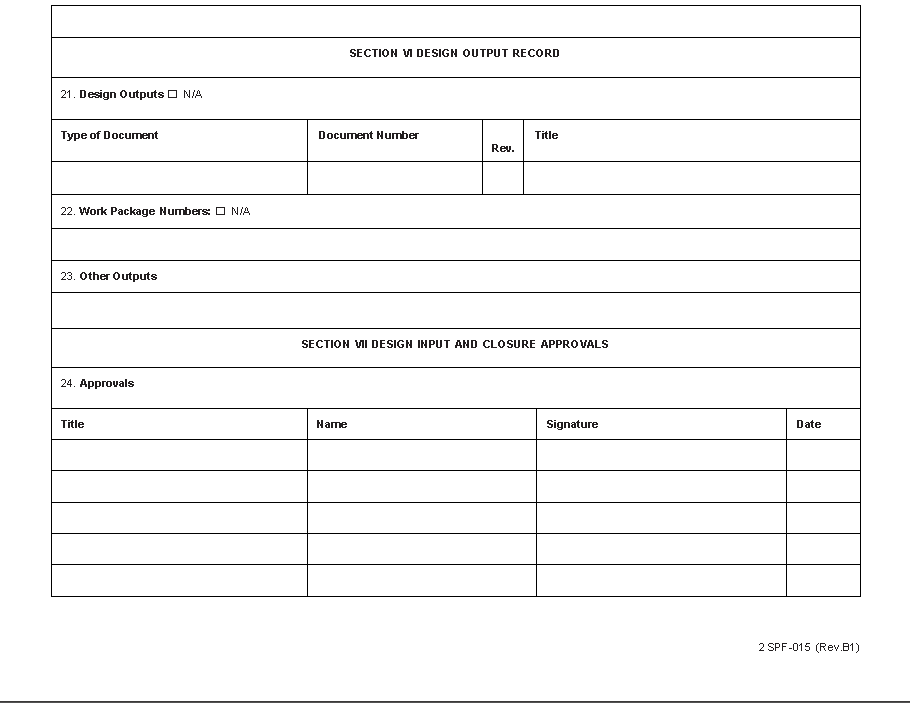 SECTION VI DESIGN OUTPUT RECORD
21. Design Outputs ☐ N/A
Type of Document Document Number Rev. Title
22. Work Package Numbers: ☐ N/A
23. Other Outputs
SECTION VII DESIGN INPUT AND CLOSURE APPROVALS
24. Approvals
Title Name Signature Date
2 SPF-015 (Rev.B1)